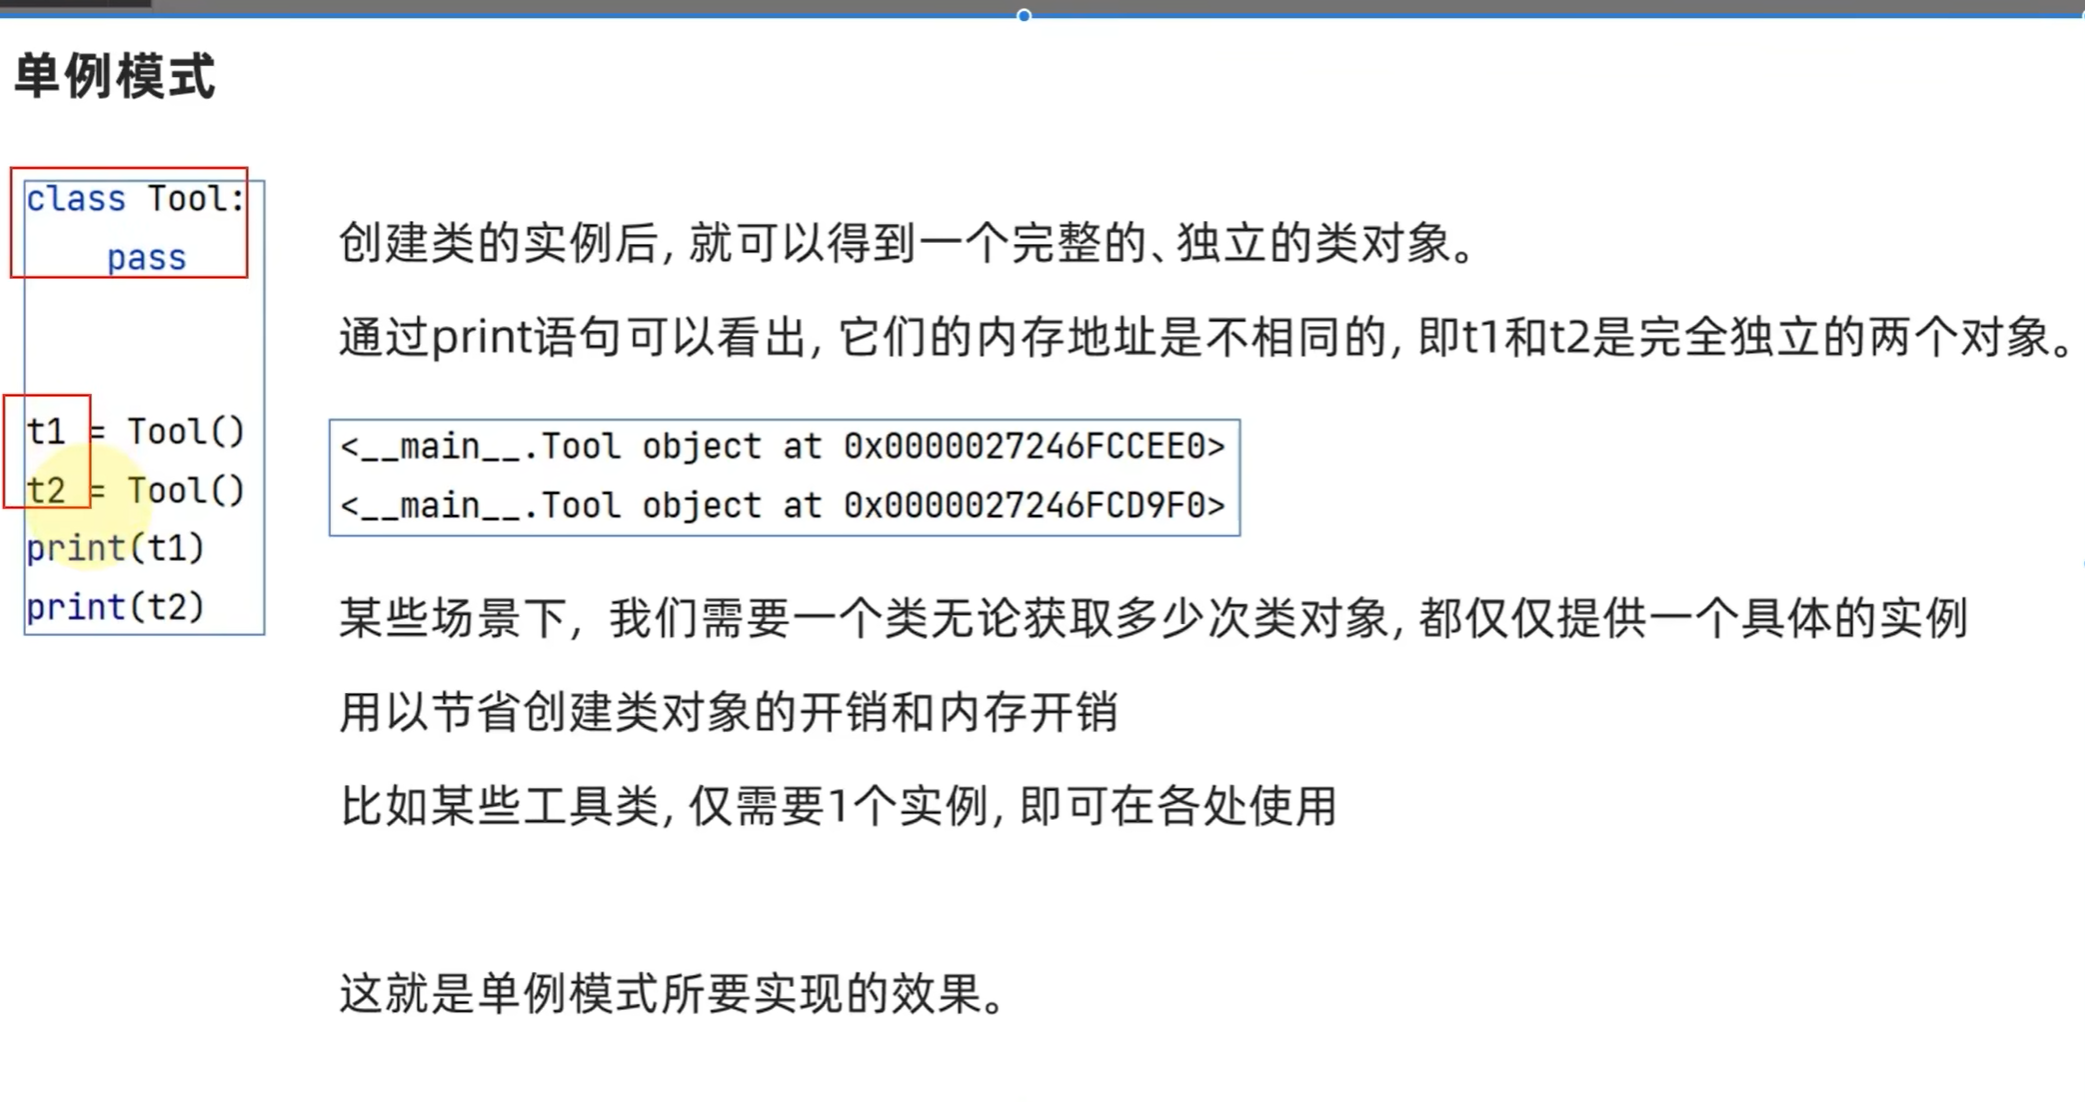 单例模式
class Tool:
    pass
t1 = Tool()
t2 = Tool()
print(t1)
print(t2)
创建类的实例后, 就可以得到一个完整的、独立的类对象。
通过print语句可以看出, 它们的内存地址是不相同的, 即t1和t2是完全独立的两个对象。
<__main__.Tool object at 0x0000027246FCCEE0>
<__main__.Tool object at 0x0000027246FCD9F0>
某些场景下, 我们需要一个类无论获取多少次类对象, 都仅仅提供一个具体的实例
用以节省创建类对象的开销和内存开销
比如某些工具类, 仅需要1个实例, 即可在各处使用
这就是单例模式所要实现的效果。